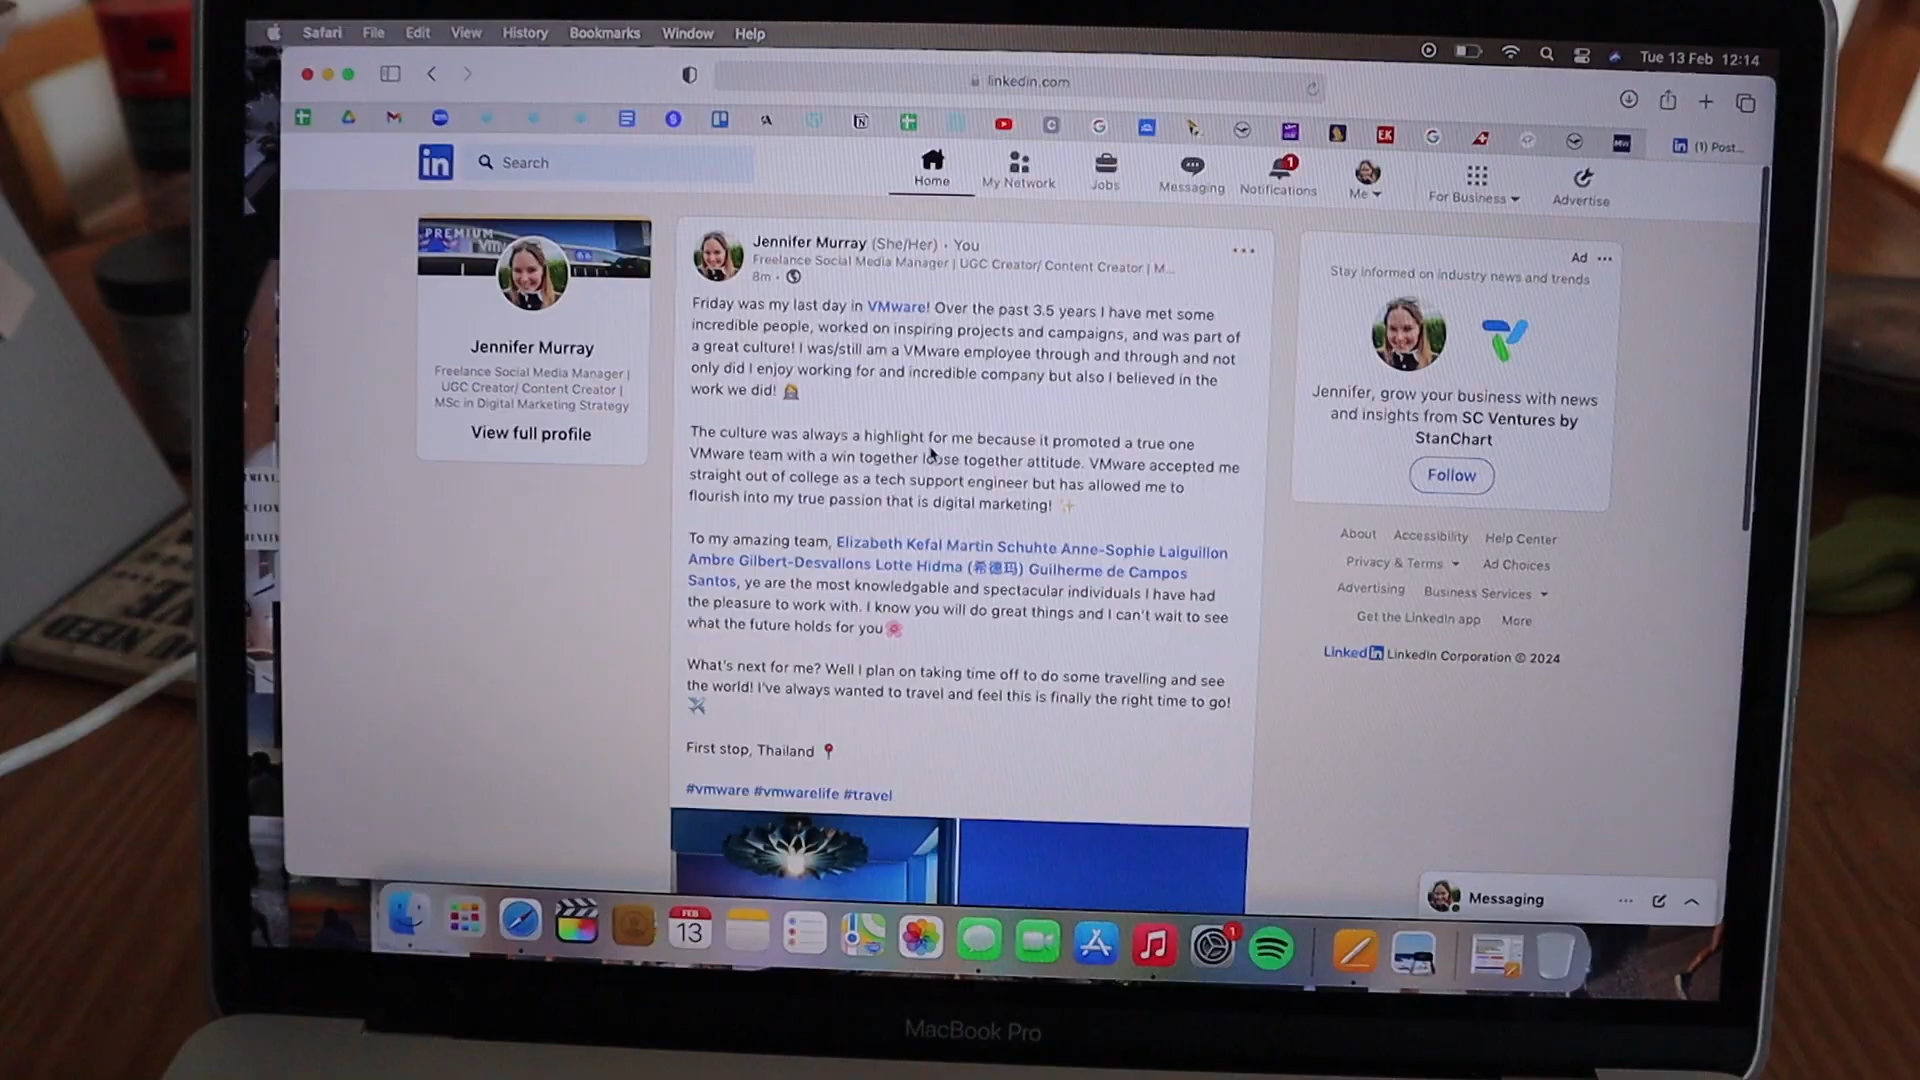 Safari File Edit View History Bookmarks Window Help
Tue 13 Feb 12:14
linkedin.com
EK
(1) Post...
in
Search
Home
My Network
Jobs
Messaging
Notifications
1
Me
For Business
Advertise
PREMIUM
Jennifer Murray
Freelance Social Media Manager |
UGC Creator/ Content Creator |
MSc in Digital Marketing Strategy
View full profile
Jennifer Murray (She/Her) • You
Freelance Social Media Manager | UGC Creator/ Content Creator | M...
8m •
Friday was my last day in VMware! Over the past 3.5 years I have met some
incredible people, worked on inspiring projects and campaigns, and was part of
a great culture! I was/still am a VMware employee through and through and not
only did I enjoy working for and incredible company but also I believed in the
work we did!
The culture was always a highlight for me because it promoted a true one
VMware team with a win together loose together attitude. VMware accepted me
straight out of college as a tech support engineer but has allowed me to
flourish into my true passion that is digital marketing!
To my amazing team, Elizabeth Kefal Martin Schuhte Anne-Sophie Lalguillon
Ambre Gilbert-Desvallons Lotte Hidma (希德玛) Guilherme de Campos
Santos, ye are the most knowledgable and spectacular individuals I have had
the pleasure to work with. I know you will do great things and I can't wait to see
what the future holds for you
What's next for me? Well I plan on taking time off to do some travelling and see
the world! I've always wanted to travel and feel this is finally the right time to go!
First stop, Thailand
#vmware #vmwarelife #travel
Ad
Stay informed on industry news and trends
Jennifer, grow your business with news
and insights from SC Ventures by
StanChart
Follow
About Accessibility Help Center
Privacy & Terms Ad Choices
Advertising Business Services
Get the LinkedIn app More
Linkedin LinkedIn Corporation © 2024
Messaging
FEB
13
1
MacBook Pro
NEED